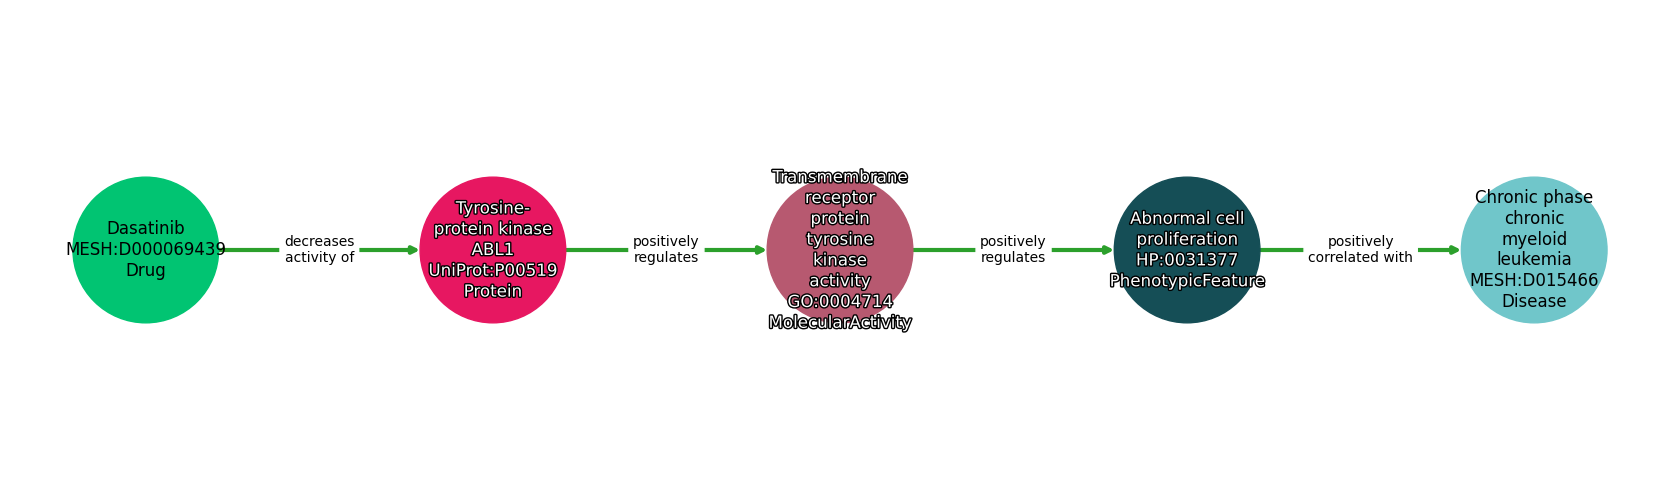 Dasatinib
MESH:D000069439
Drug
decreases
activity of
Tyrosine-
protein kinase
ABL1
UniProt:P00519
Protein
positively
regulates
Transmembrane
receptor
protein
tyrosine
kinase
activity
GO:0004714
MolecularActivity
positively
regulates
Abnormal cell
proliferation
HP:0031377
PhenotypicFeature
positively
correlated with
Chronic phase
chronic
myeloid
leukemia
MESH:D015466
Disease